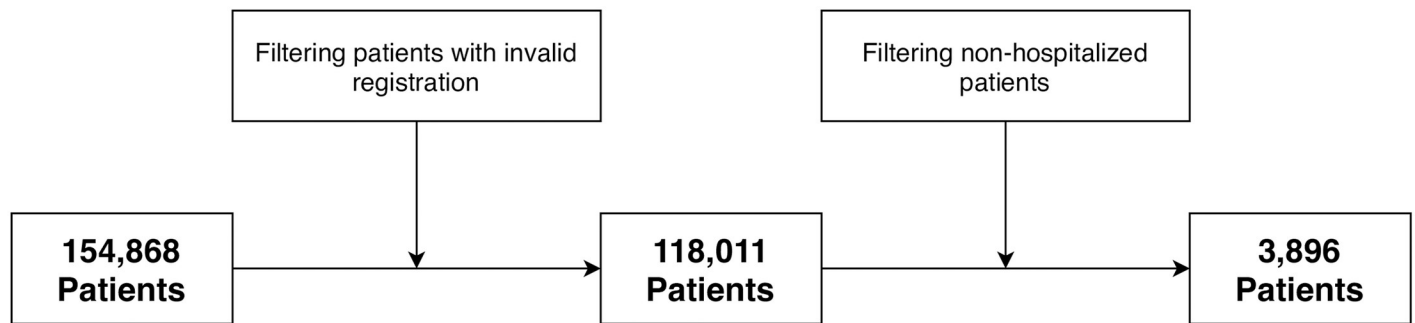 Filtering patients with invalid
registration
Filtering non-hospitalized
patients
154,868
Patients
118,011
Patients
3,896
Patients